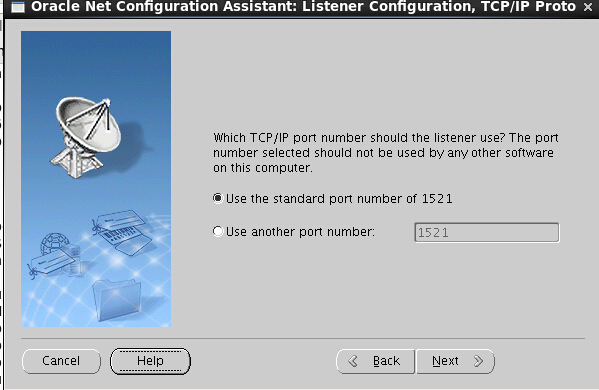 Oracle Net Configuration Assistant: Listener Configuration, TCP/IP Proto
Which TCP/IP port number should the listener use? The port
number selected should not be used by any other software
on this computer.
Use the standard port number of 1521
Use another port number:
1521
Cancel
Help
Back
Next